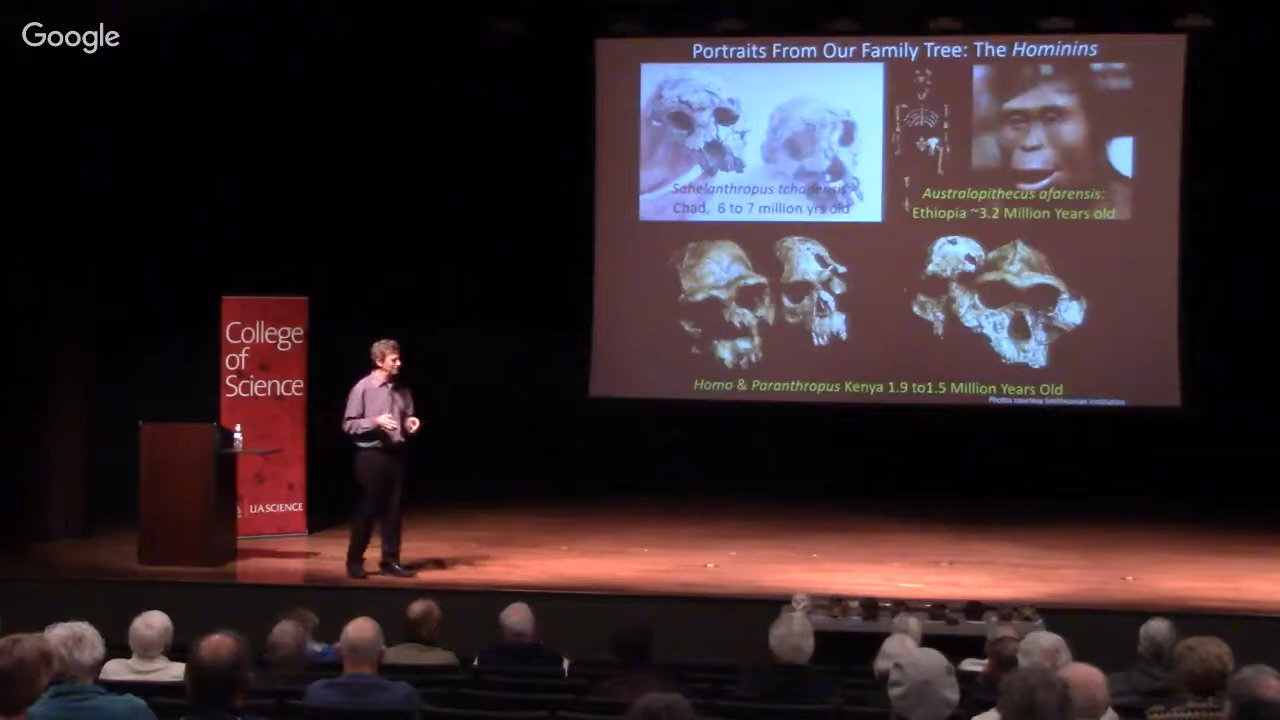 Google
Portraits From Our Family Tree: The Hominins
Sahelanthropus tchadensis
Chad, 6 to 7 million yrs old
Australopithecus afarensis:
Ethiopia ~3.2 Million Years old
Homo & Paranthropus Kenya 1.9 to1.5 Million Years Old
Photos courtesy Smithsonian Institution
College
of
Science
UASCIENCE